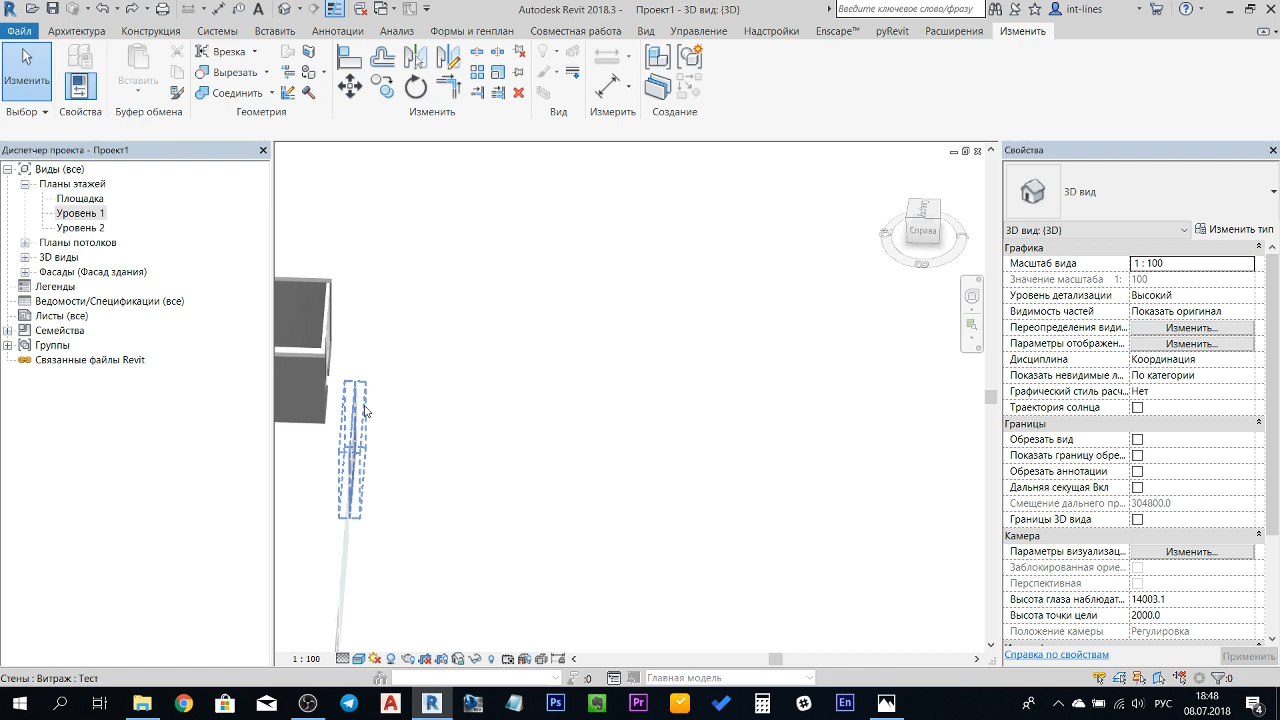 Autodesk Revit 2018.3 - Проект1 - 3D вид: {3D}
Введите ключевое слово/фразу
int-lines
Файл Архитектура Конструкция Системы Вставить Аннотации Анализ Формы и генплан Совместная работа Вид Управление Надстройки Enscape™ pyRevit Расширения Изменить
Изменить
Вставить
Врезка
Вырезать
Соединить
Выбор Свойства Буфер обмена Геометрия Изменить Вид Измерить Создание
Диспетчер проекта - Проект1
Виды (все)
Планы этажей
Площадка
Уровень 1
Уровень 2
Планы потолков
3D виды
Фасады (Фасад здания)
Легенды
Ведомости/Спецификации (все)
Листы (все)
Семейства
Группы
Связанные файлы Revit
Справа
Свойства
3D вид
3D вид: {3D} Изменить тип
Графика
Масштаб вида 1 : 100
Значение масштаба 1: 100
Уровень детализации Высокий
Видимость частей Показать оригинал
Переопределения види... Изменить...
Параметры отображен... Изменить...
Дисциплина Координация
Показать невидимые л... По категории
Графический стиль расч... Нет
Траектория солнца
Границы
Обрезать вид
Показать границу обре...
Обрезать аннотации
Дальняя секущая Вкл
Смещение дальнего пр... 304800.0
Границы 3D вида
Камера
Параметры визуализац... Изменить...
Заблокированная орие...
Перспективная
Высота глаза наблюдат... 14003.1
Высота точки цели 2000.0
Положение камеры Регулировка
Справка по свойствам Применить
1 : 100
Стены : Витраж : Тест
:0 Главная модель :0
РУС
18:48
08.07.2018
4